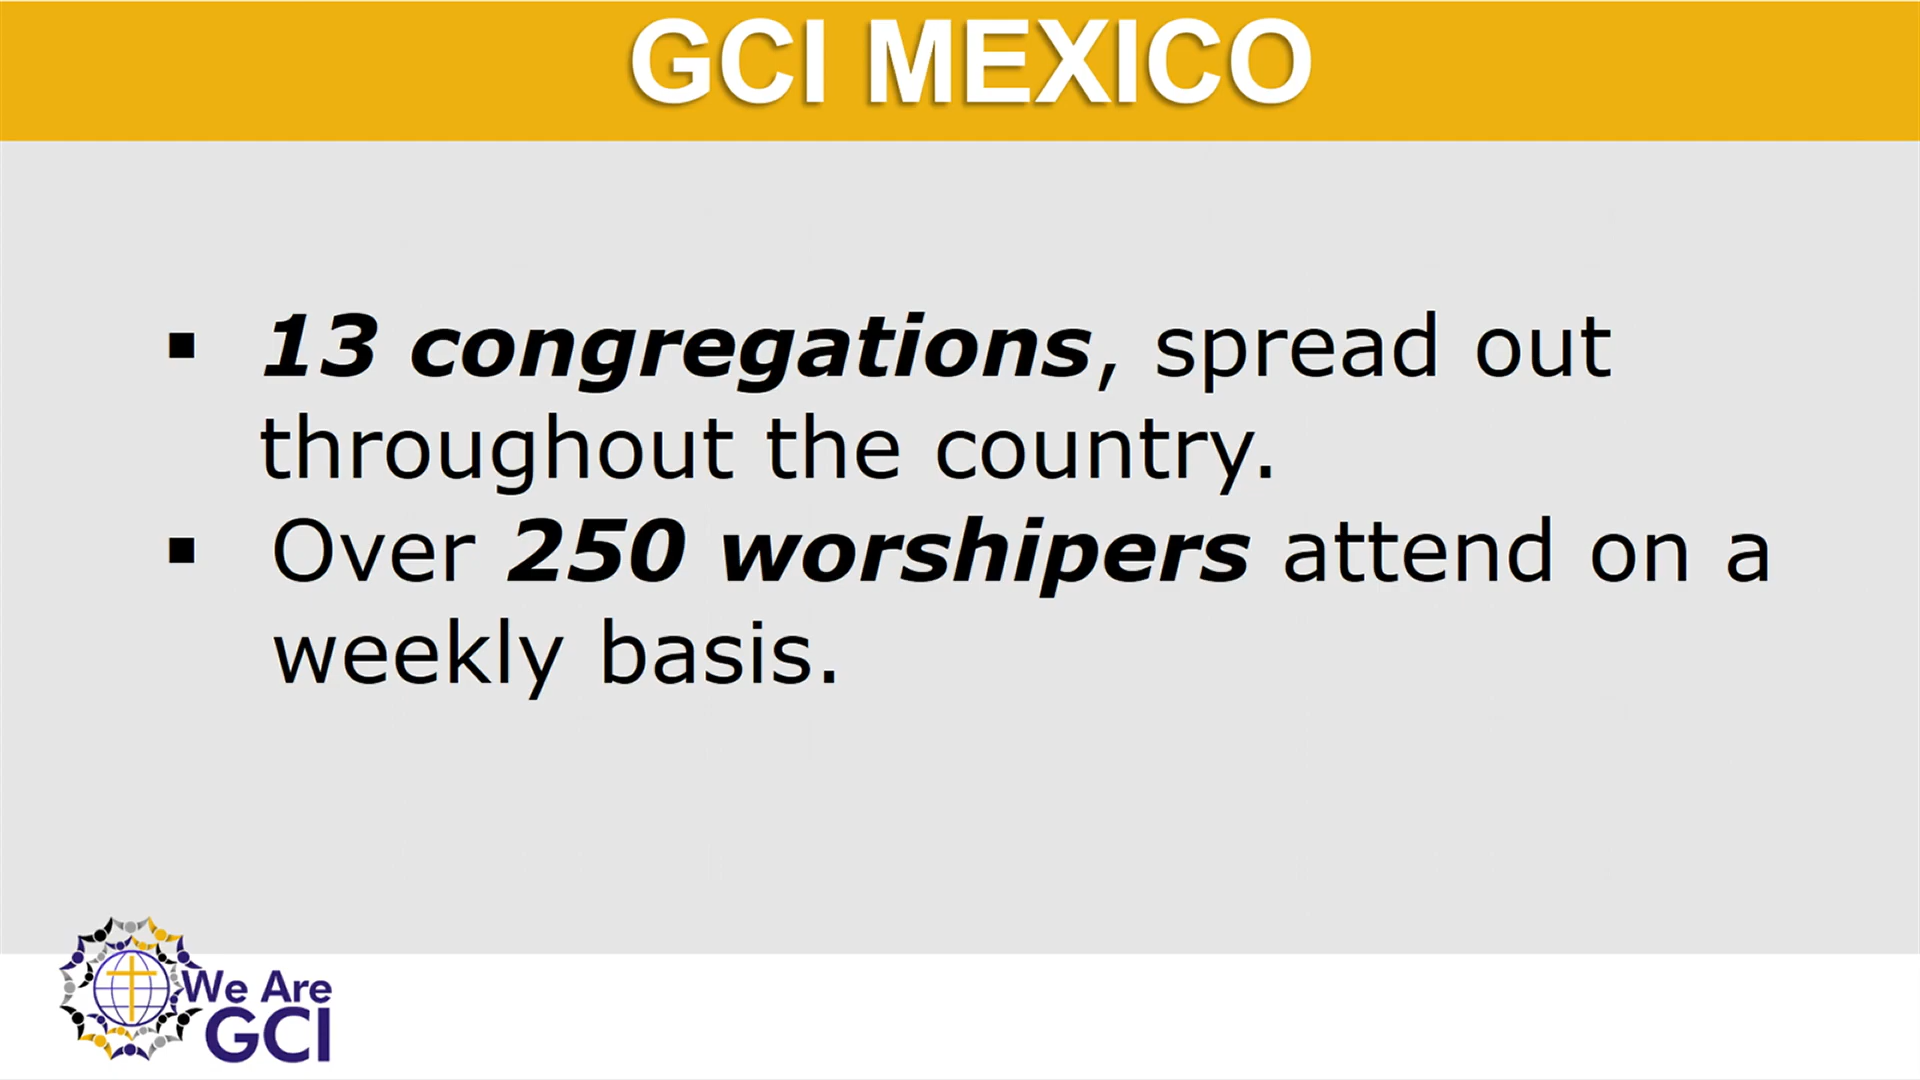 GCI MEXICO
▪ 13 congregations, spread out
throughout the country.
▪ Over 250 worshipers attend on a
weekly basis.
We Are
GCI